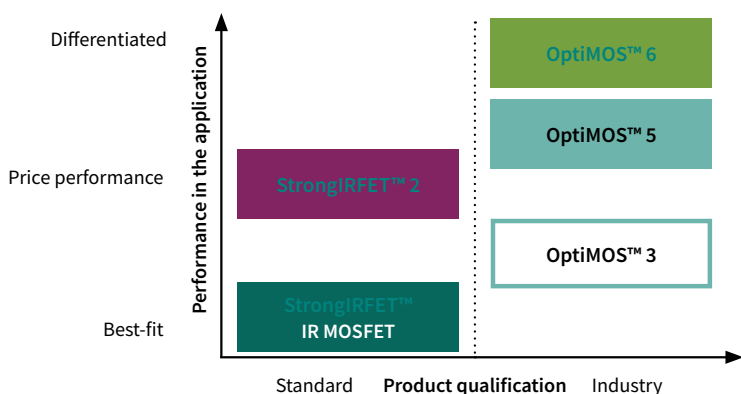 Differentiated
Price performance
Best-fit
Performance in the application
OptiMOS™ 6
OptiMOS™ 5
StrongIRFET™ 2
OptiMOS™ 3
StrongIRFET™
IR MOSFET
Standard Product qualification Industry